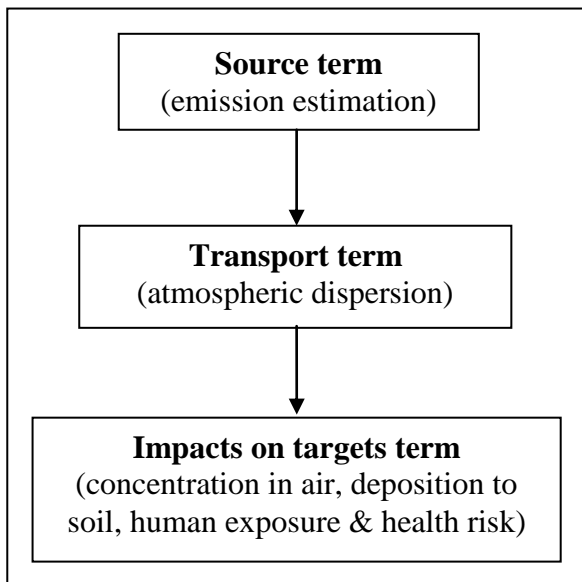 Source term
(emission estimation)
Transport term
(atmospheric dispersion)
Impacts on targets term
(concentration in air, deposition to
soil, human exposure & health risk)